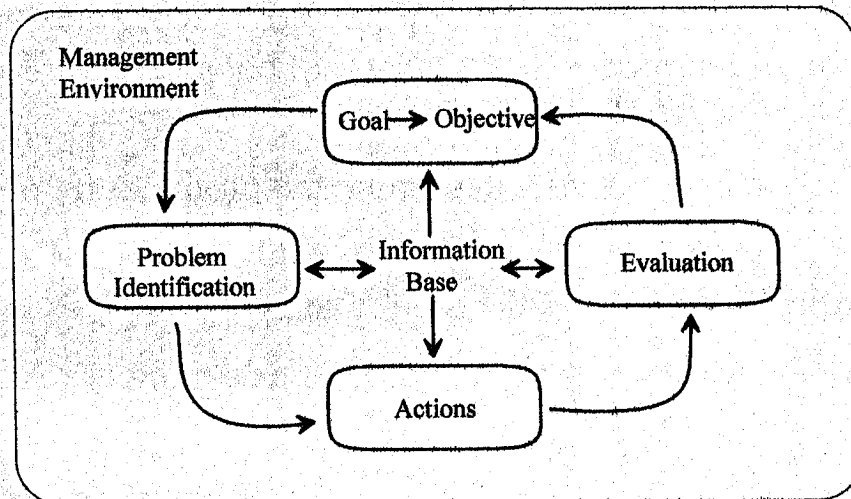 Management
Environment
Goal Objective
Problem
Identification
Information
Base
Evaluation
Actions